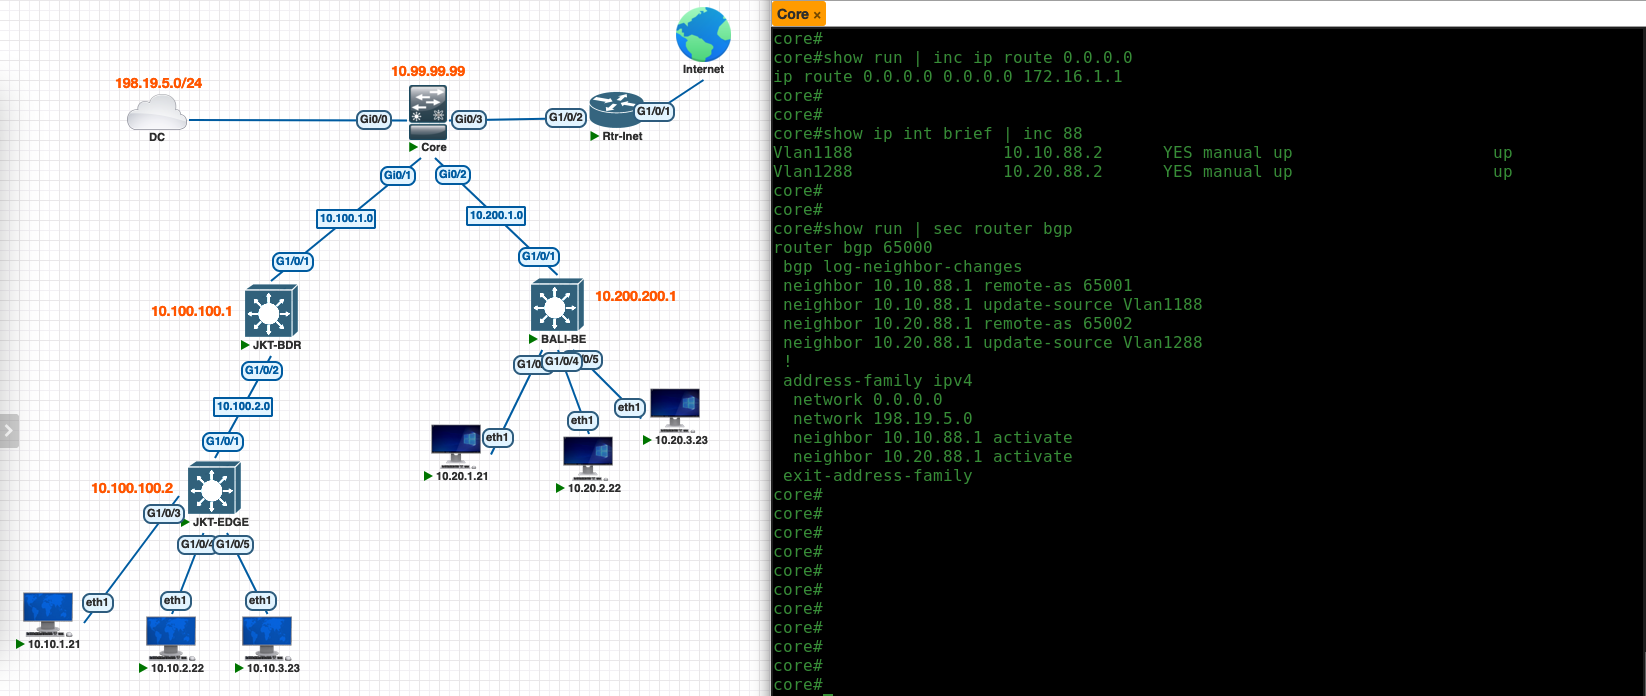 Internet
10.99.99.99
198.19.5.0/24
DC
Gi0/0
Gi0/3
G1/0/2
G1/0/1
Rtr-Inet
Core
Gi0/1
Gi0/2
10.100.1.0
10.200.1.0
G1/0/1
G1/0/1
10.100.100.1
10.200.200.1
JKT-BDR
BALI-BE
G1/0/2
G1/0/4
10.100.2.0
eth1
eth1
eth1
10.20.1.21
10.20.2.22
10.20.3.23
G1/0/1
10.100.100.2
JKT-EDGE
G1/0/3
G1/0/4
G1/0/5
eth1
eth1
eth1
10.10.1.21
10.10.2.22
10.10.3.23
Core ×
core#
core#show run | inc ip route 0.0.0.0
ip route 0.0.0.0 0.0.0.0 172.16.1.1
core#
core#
core#show ip int brief | inc 88
Vlan1188 10.10.88.2 YES manual up up
Vlan1288 10.20.88.2 YES manual up up
core#
core#
core#show run | sec router bgp
router bgp 65000
 bgp log-neighbor-changes
 neighbor 10.10.88.1 remote-as 65001
 neighbor 10.10.88.1 update-source Vlan1188
 neighbor 10.20.88.1 remote-as 65002
 neighbor 10.20.88.1 update-source Vlan1288
 !
 address-family ipv4
  network 0.0.0.0
  network 198.19.5.0
  neighbor 10.10.88.1 activate
  neighbor 10.20.88.1 activate
 exit-address-family
core#
core#
core#
core#
core#
core#
core#
core#
core#
core#
core#